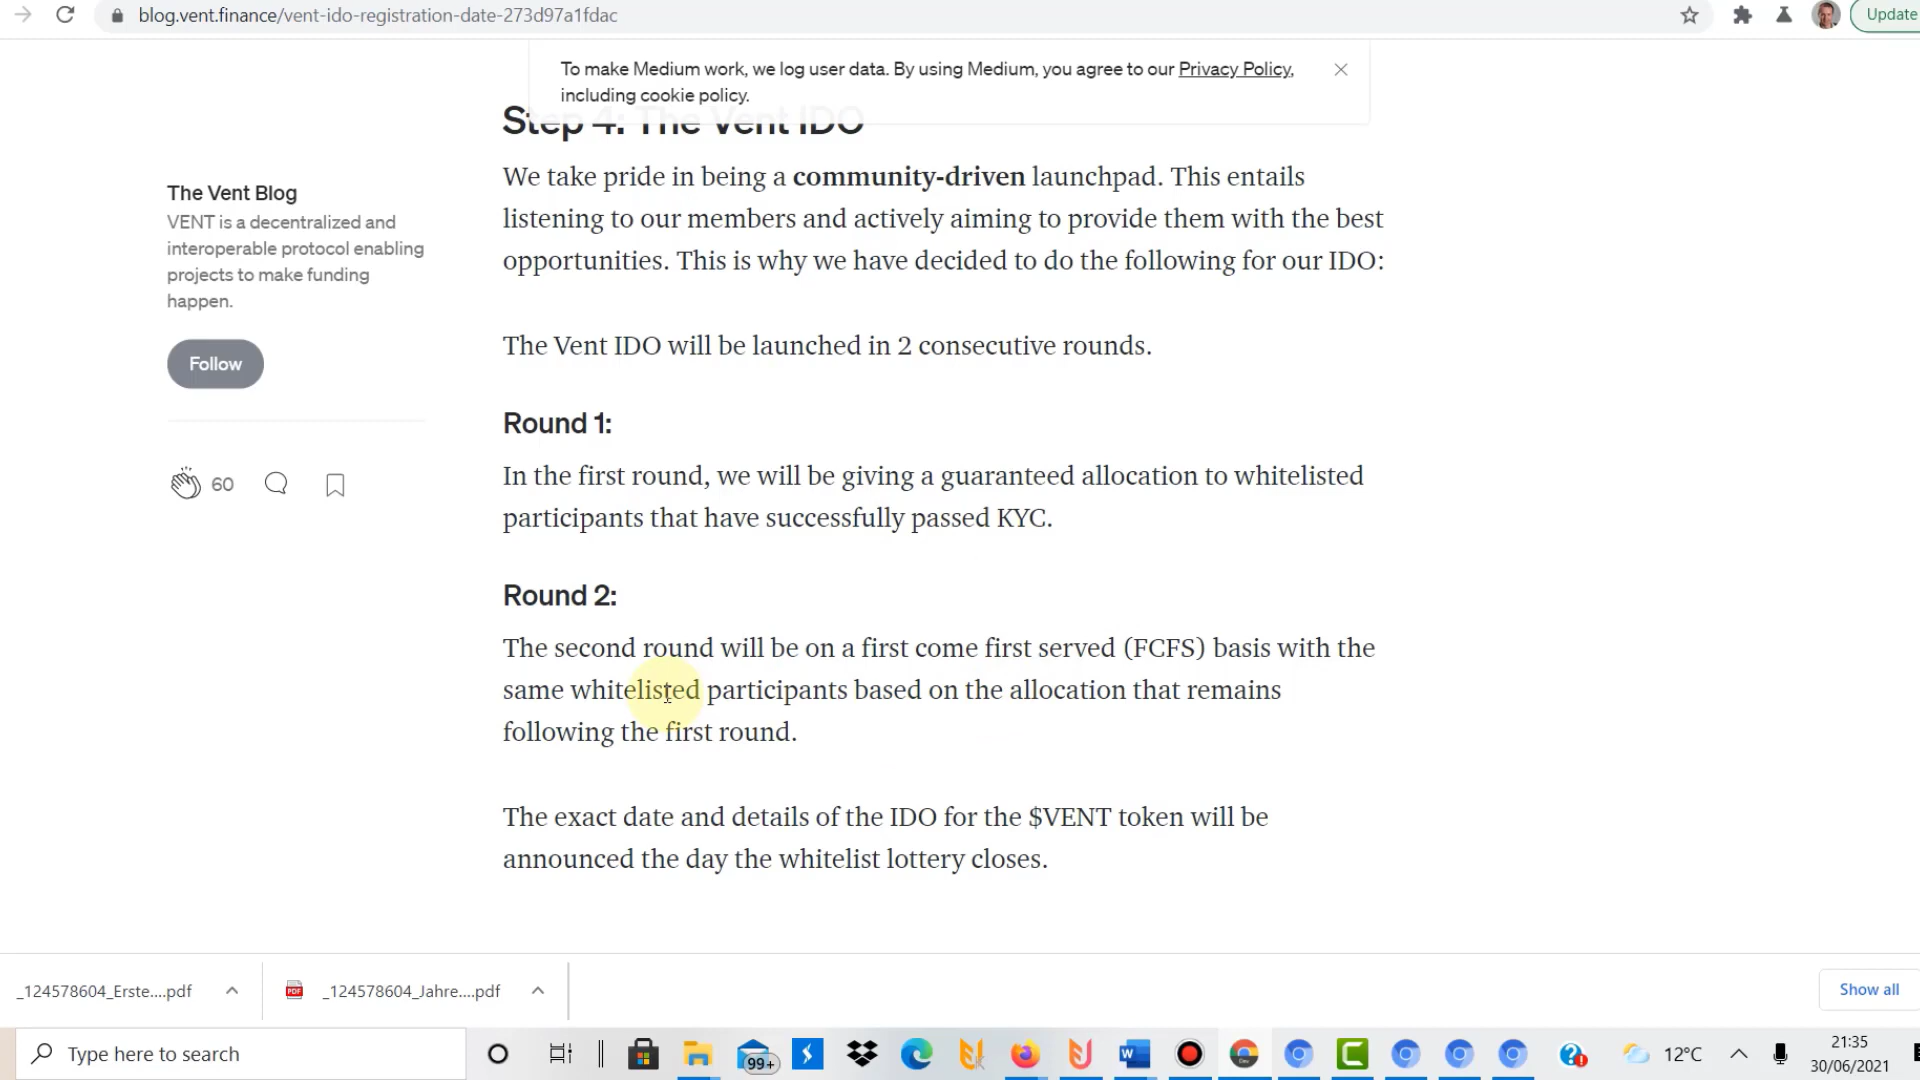 blog.vent.finance/vent-ido-registration-date-273d97a1fdac
Update
To make Medium work, we log user data. By using Medium, you agree to our Privacy Policy,
including cookie policy.
Step 4: The Vent IDO
We take pride in being a community-driven launchpad. This entails
listening to our members and actively aiming to provide them with the best
opportunities. This is why we have decided to do the following for our IDO:
The Vent IDO will be launched in 2 consecutive rounds.
Round 1:
In the first round, we will be giving a guaranteed allocation to whitelisted
participants that have successfully passed KYC.
Round 2:
The second round will be on a first come first served (FCFS) basis with the
same whitelisted participants based on the allocation that remains
following the first round.
The exact date and details of the IDO for the $VENT token will be
announced the day the whitelist lottery closes.
The Vent Blog
VENT is a decentralized and
interoperable protocol enabling
projects to make funding
happen.
Follow
60
_124578604_Erste....pdf
_124578604_Jahre....pdf
Show all
Type here to search
99+
12°C
21:35
30/06/2021